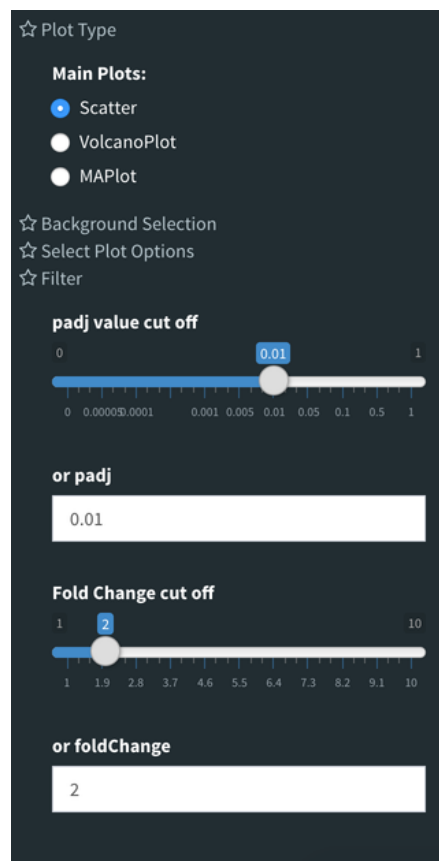 Plot Type
Main Plots:
Scatter
VolcanoPlot
MAPlot
Background Selection
Select Plot Options
Filter
padj value cut off
0 0.01 1
0 0.00005 0.0001 0.001 0.005 0.01 0.05 0.1 0.5 1
or padj
0.01
Fold Change cut off
1 2 10
1 1.9 2.8 3.7 4.6 5.5 6.4 7.3 8.2 9.1 10
or foldChange
2